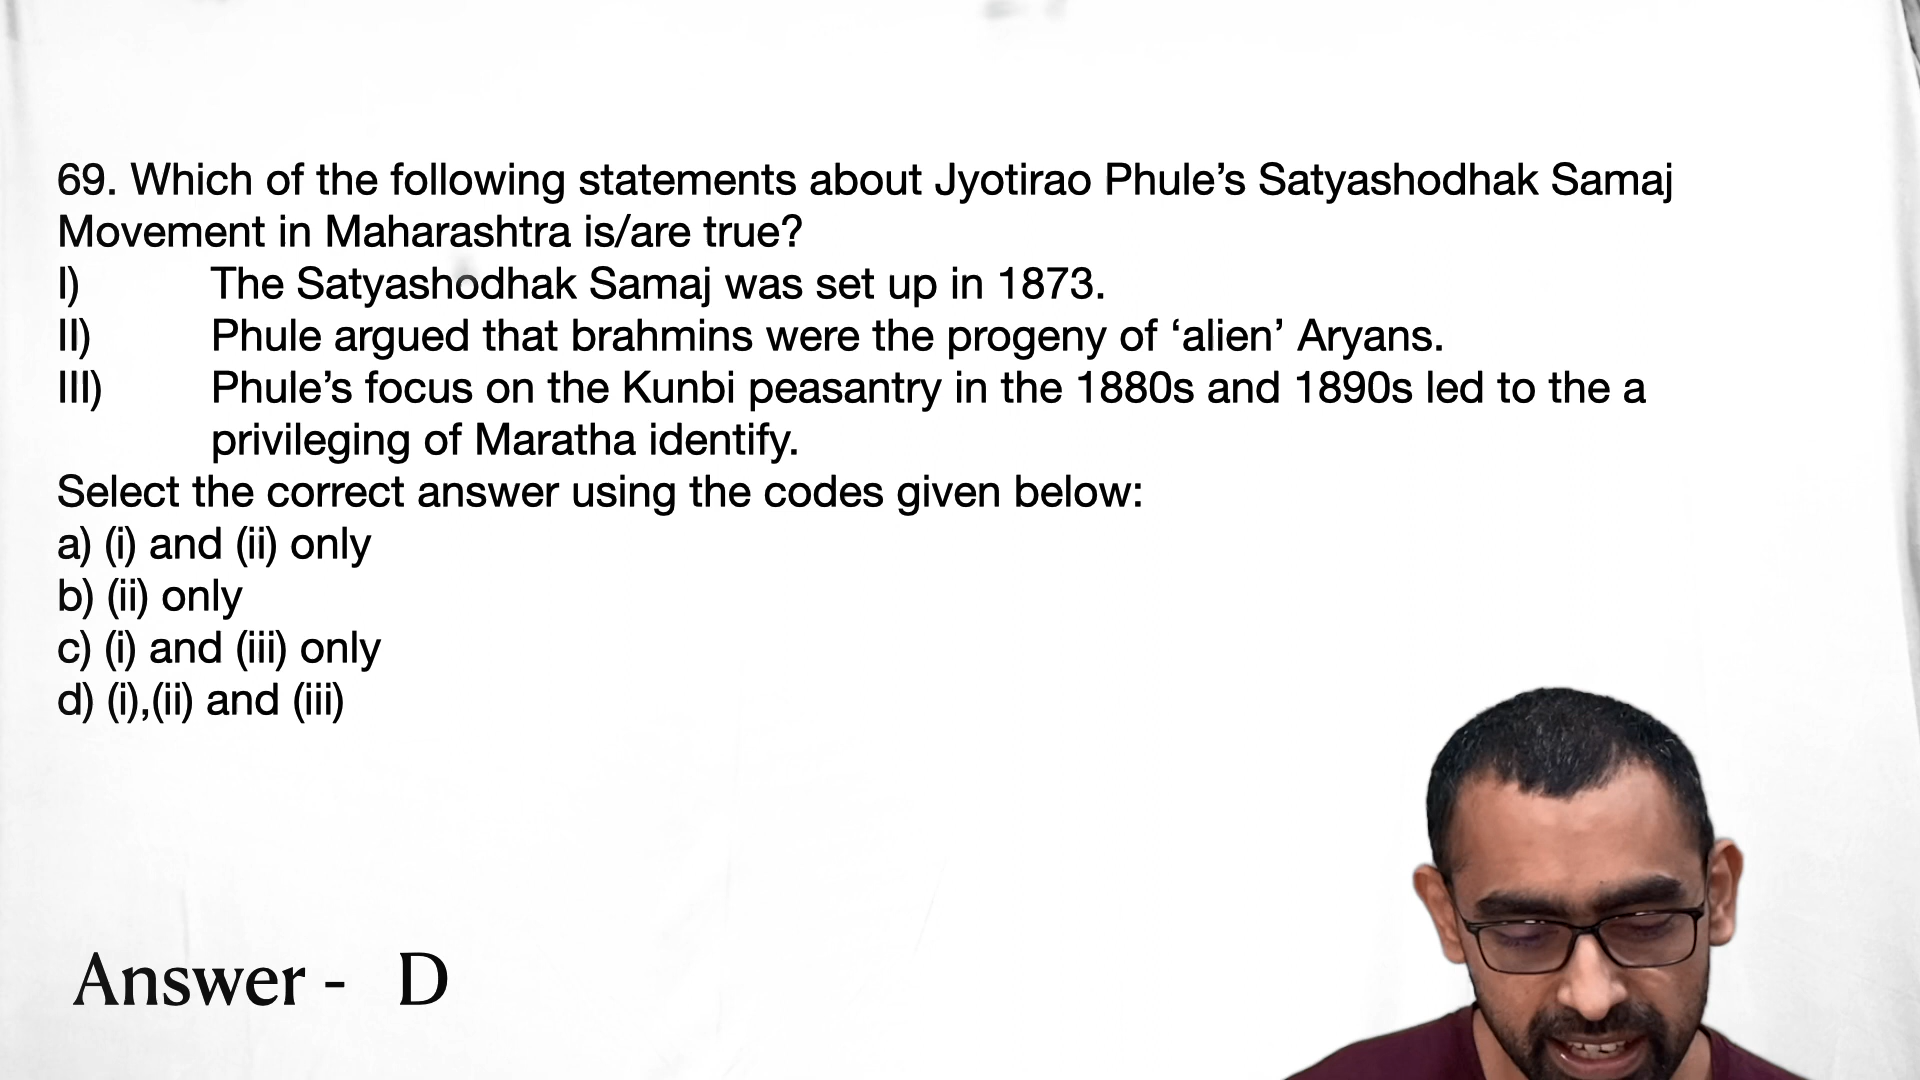 69. Which of the following statements about Jyotirao Phule’s Satyashodhak Samaj
Movement in Maharashtra is/are true?
I) The Satyashodhak Samaj was set up in 1873.
II) Phule argued that brahmins were the progeny of ‘alien’ Aryans.
III) Phule’s focus on the Kunbi peasantry in the 1880s and 1890s led to the a
privileging of Maratha identify.
Select the correct answer using the codes given below:
a) (i) and (ii) only
b) (ii) only
c) (i) and (iii) only
d) (i),(ii) and (iii)
Answer - D